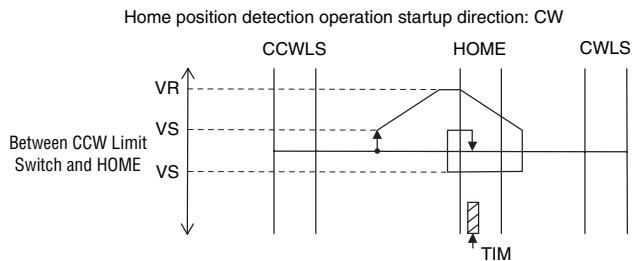 Home position detection operation startup direction: CW
CCWLS
HOME
CWLS
VR
VS
Between CCW Limit
Switch and HOME
VS
TIM